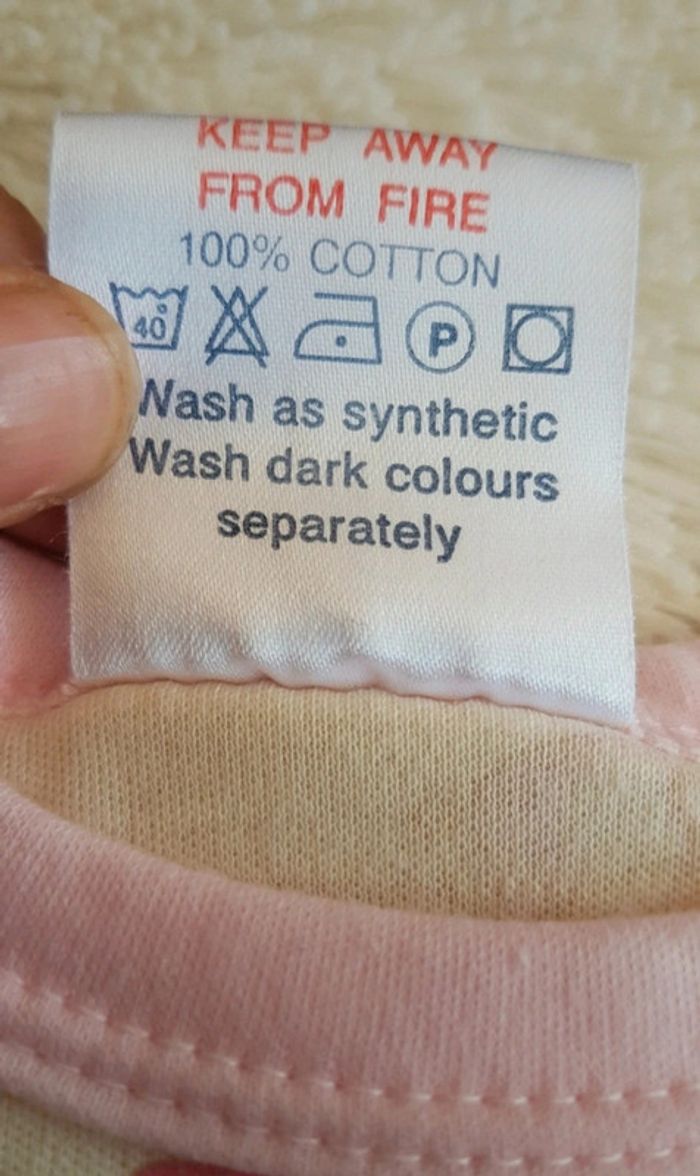 KEEP AWAY
FROM FIRE
100% COTTON
40° P
Wash as synthetic
Wash dark colours
separately